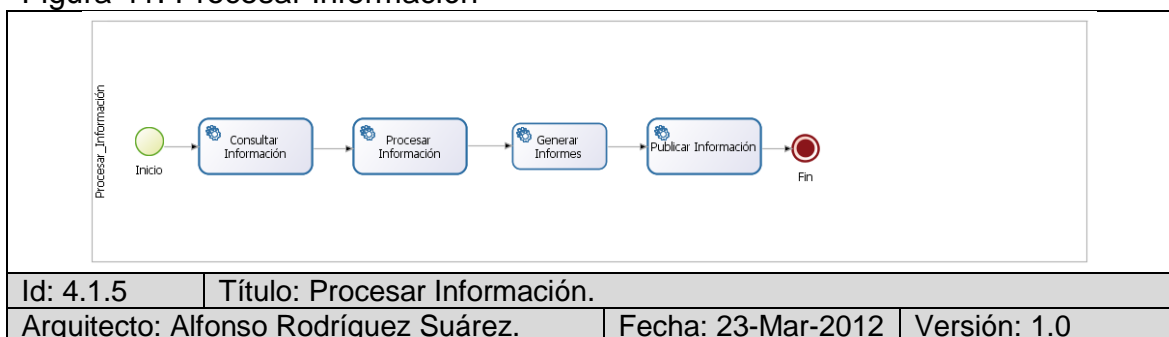 Figura 41. Procesar Información
Procesar_Información
Inicio
Consultar
Información
Procesar
Información
Generar
Informes
Publicar Información
Fin
Id: 4.1.5
Título: Procesar Información.
Arquitecto: Alfonso Rodríguez Suárez.
Fecha: 23-Mar-2012
Versión: 1.0